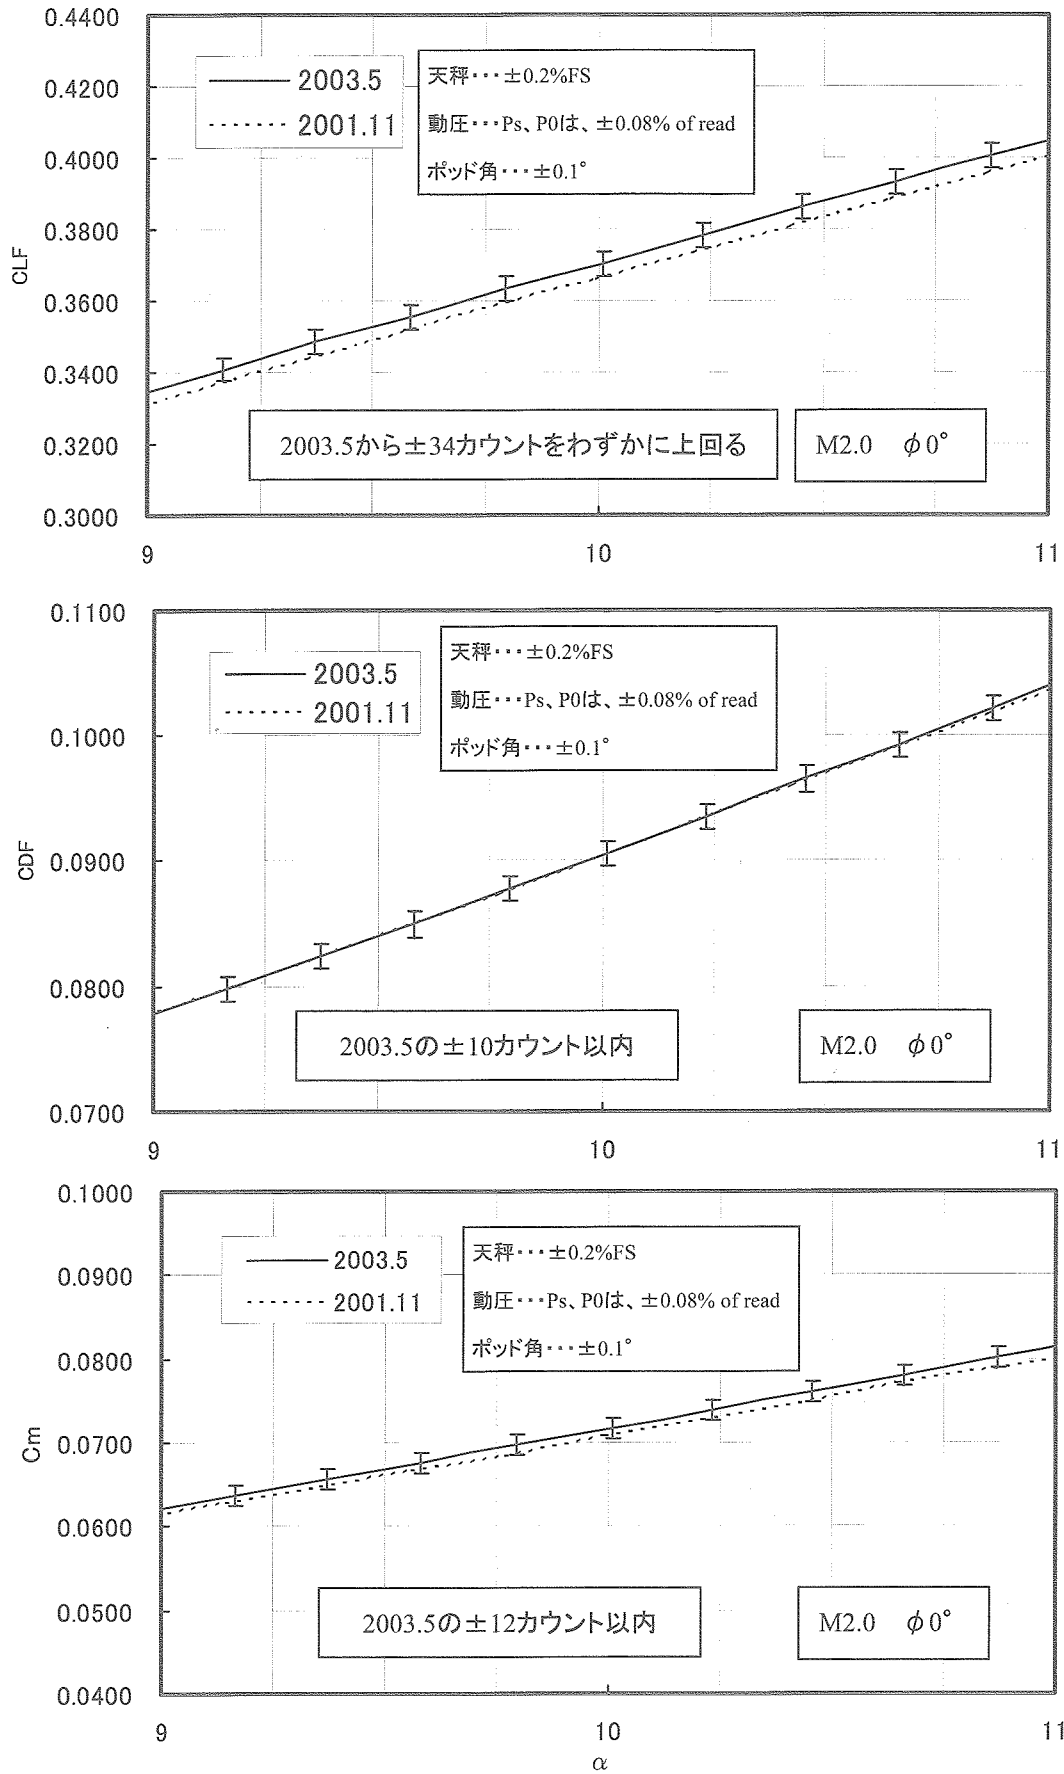 0.4400
0.4200
0.4000
0.3800
0.3600
0.3400
0.3200
0.3000
CLF
2003.5
2001.11
天秤・・・±0.2%FS
動圧・・・Ps、P0は、±0.08% of read
ポッド角・・・±0.1°
2003.5から±34カウントをわずかに上回る
M2.0 φ0°
9
10
11
0.1100
0.1000
0.0900
0.0800
0.0700
CDF
2003.5
2001.11
天秤・・・±0.2%FS
動圧・・・Ps、P0は、±0.08% of read
ポッド角・・・±0.1°
2003.5の±10カウント以内
M2.0 φ0°
9
10
11
0.1000
0.0900
0.0800
0.0700
0.0600
0.0500
0.0400
Cm
2003.5
2001.11
天秤・・・±0.2%FS
動圧・・・Ps、P0は、±0.08% of read
ポッド角・・・±0.1°
2003.5の±12カウント以内
M2.0 φ0°
9
10
11
α